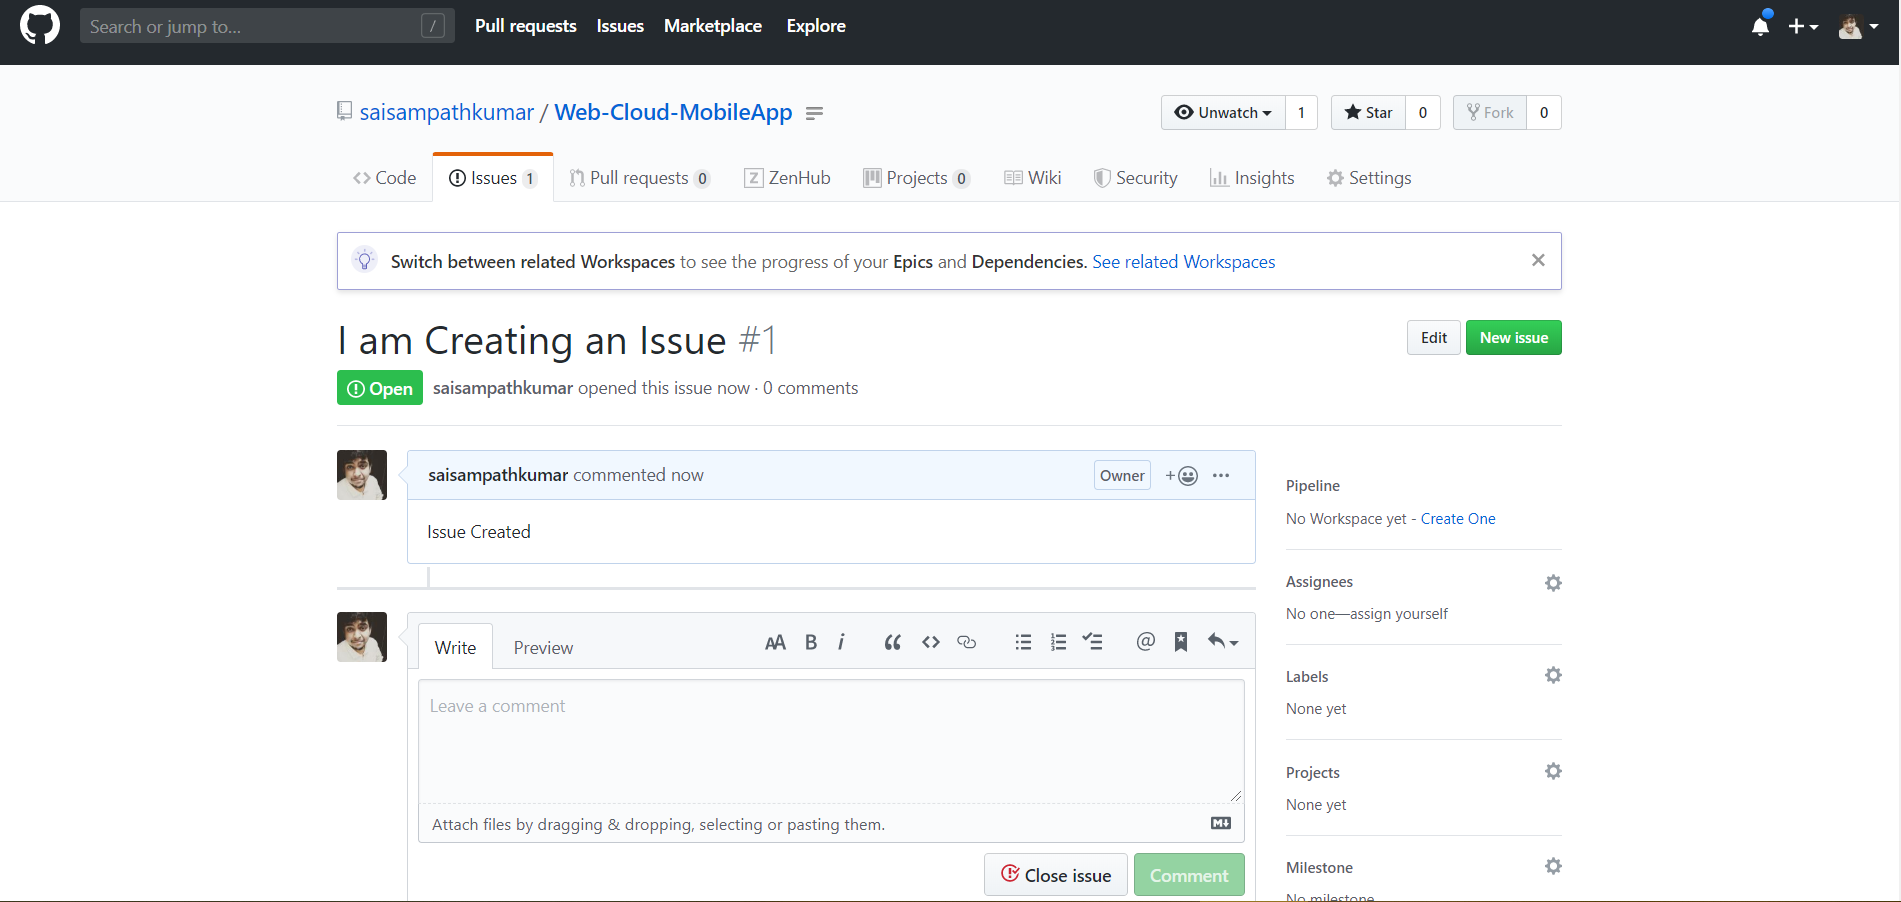 Search or jump to... /
Pull requests Issues Marketplace Explore
saisampathkumar / Web-Cloud-MobileApp
Unwatch 1 Star 0 Fork 0
Code Issues 1 Pull requests 0 Z ZenHub Projects 0 Wiki Security Insights Settings
Switch between related Workspaces to see the progress of your Epics and Dependencies. See related Workspaces
I am Creating an Issue #1
Edit New issue
Open saisampathkumar opened this issue now · 0 comments
saisampathkumar commented now
Owner
Issue Created
Write Preview
AA B i
Leave a comment
Attach files by dragging & dropping, selecting or pasting them.
Close issue Comment
Pipeline
No Workspace yet - Create One
Assignees
No one—assign yourself
Labels
None yet
Projects
None yet
Milestone
No milestone